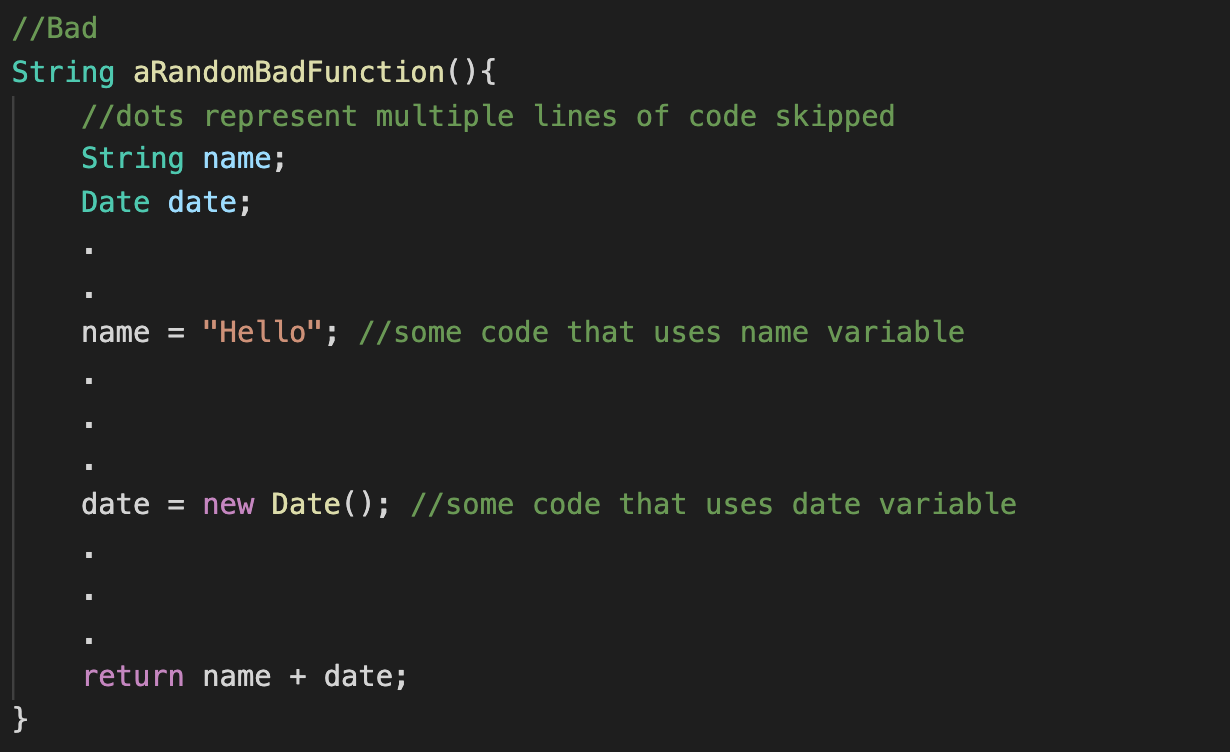 //Bad
String aRandomBadFunction(){
    //dots represent multiple lines of code skipped
    String name;
    Date date;
    .
    .
    name = "Hello"; //some code that uses name variable
    .
    .
    .
    date = new Date(); //some code that uses date variable
    .
    .
    .
    return name + date;
}